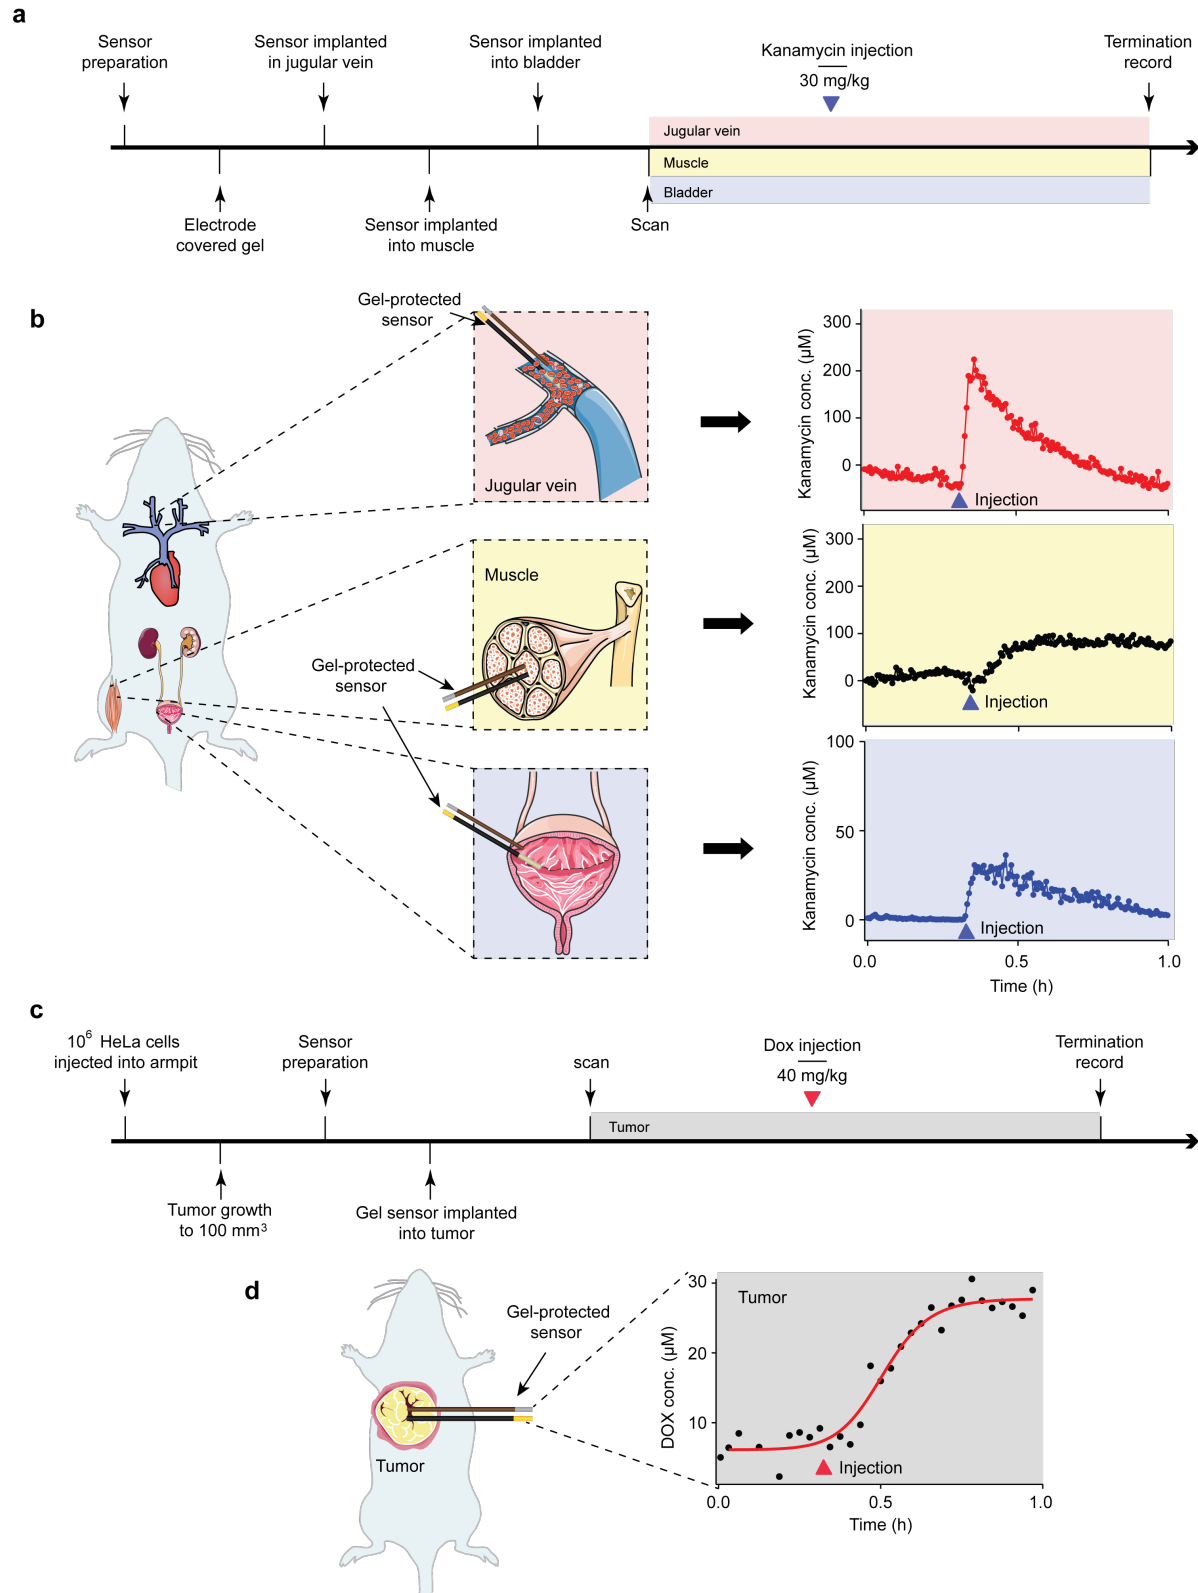 a
Sensor
preparation
Sensor implanted
in jugular vein
Sensor implanted
into bladder
Kanamycin injection
30 mg/kg
Termination
record
Jugular vein
Muscle
Bladder
Electrode
covered gel
Sensor implanted
into muscle
Scan
b
Gel-protected
sensor
Jugular vein
Kanamycin conc. (µM)
300
200
100
0
Injection
Muscle
Gel-protected
sensor
Kanamycin conc. (µM)
300
200
100
0
Injection
Kanamycin conc. (µM)
100
50
0
Injection
0.0
0.5
1.0
Time (h)
c
10⁶ HeLa cells
injected into armpit
Sensor
preparation
scan
Dox injection
40 mg/kg
Termination
record
Tumor
Tumor growth
to 100 mm³
Gel sensor implanted
into tumor
d
Gel-protected
sensor
Tumor
DOX conc. (µM)
30
20
10
Tumor
Injection
0.0
0.5
1.0
Time (h)